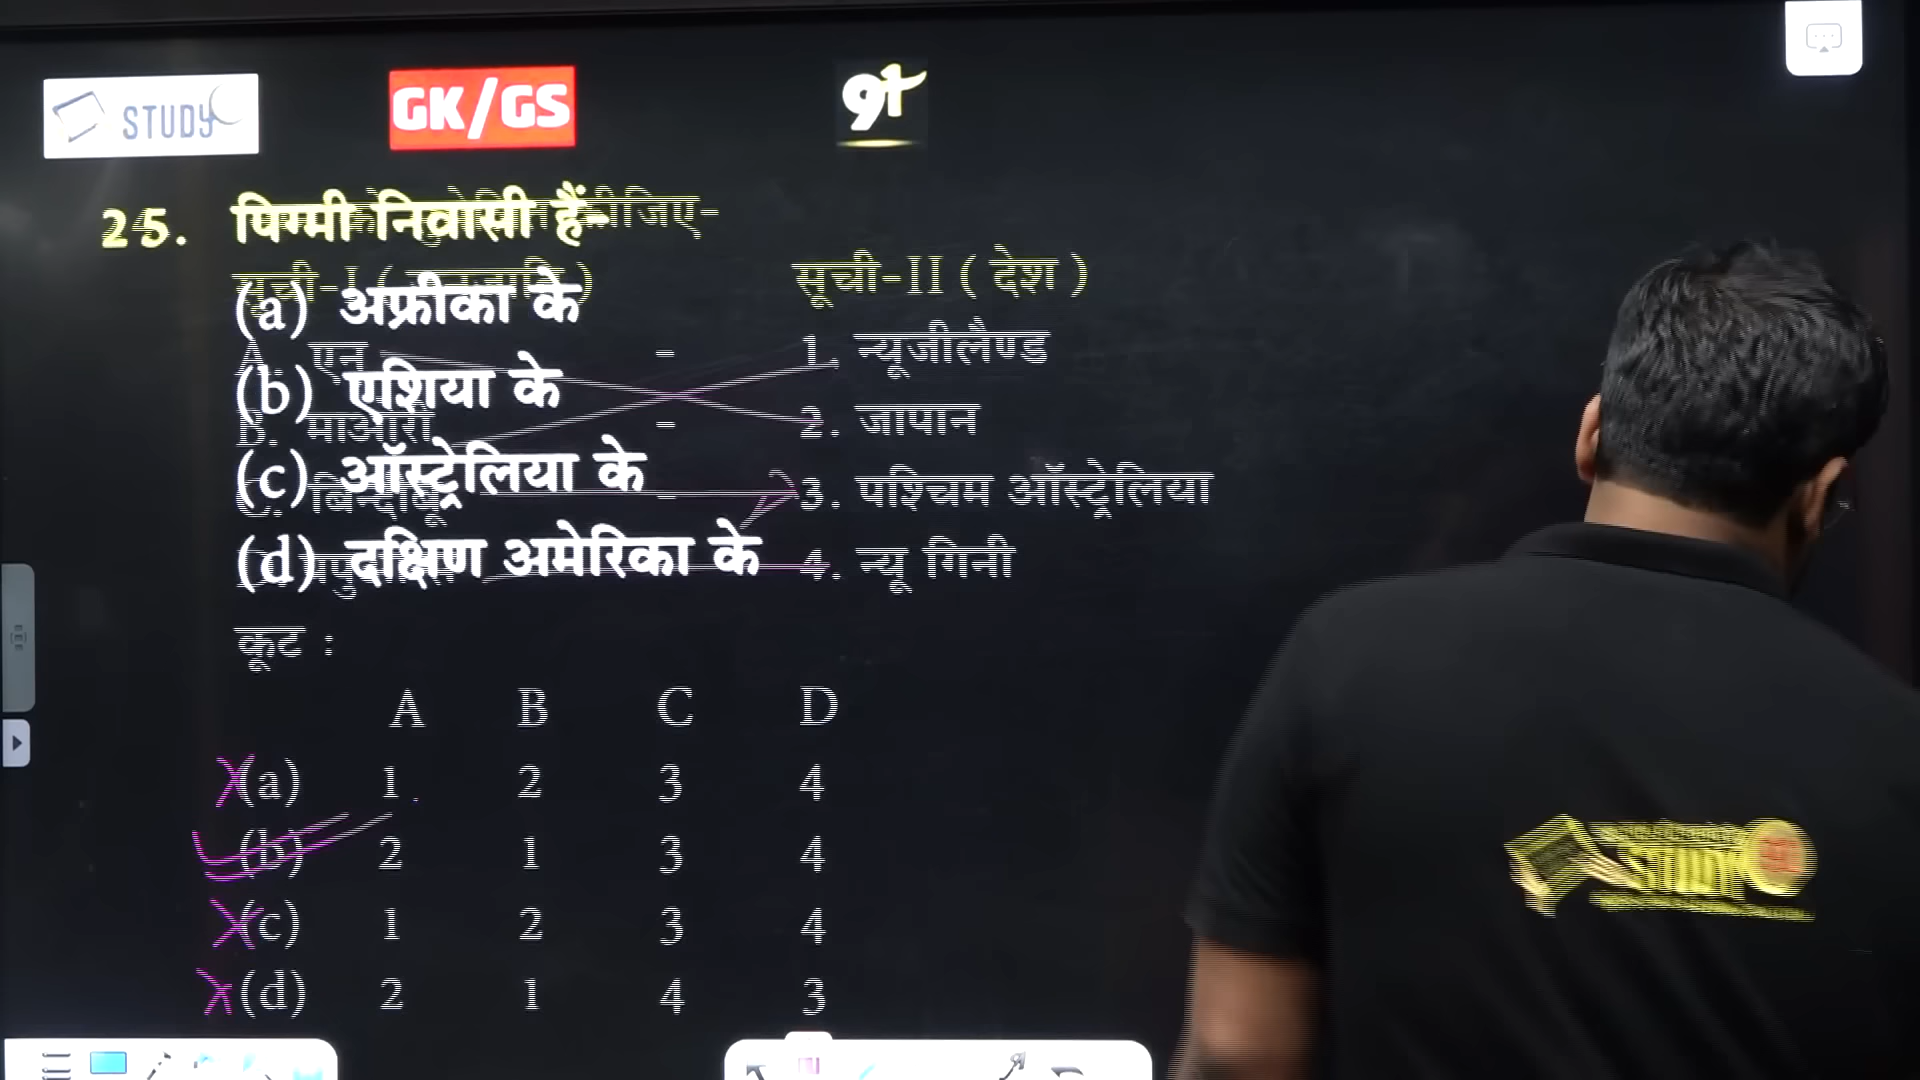 STUDY
GK/GS
91
25. पिग्मी निवासी हैं-
(a) अफ्रीका के
(b) एशिया के
(c) ऑस्ट्रेलिया के
(d) दक्षिण अमेरिका के
सूची-II ( देश )
1. न्यूजीलैण्ड
2. जापान
3. पश्चिम ऑस्ट्रेलिया
4. न्यू गिनी
कूट :
A B C D
(a) 1 2 3 4
(b) 2 1 3 4
(c) 1 2 3 4
(d) 2 1 4 3
STUDY